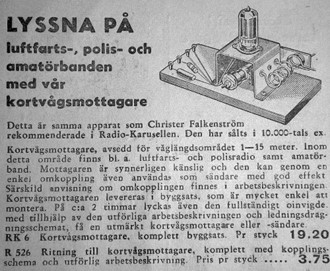 LYSSNA PÅ
luftfarts-, polis- och
amatörbanden
med vår
kortvågsmottagare
Detta är samma apparat som Christer Falkenström
rekommenderade i Radio-Karusellen. Den har sålts i 10.000-tals ex.
Kortvågsmottagare, avsedd för våglängdsområdet 1—15 meter. Inom
detta område finns bl. a. luftfarts- och polisradio samt amatör-
band. Mottagaren är synnerligen känslig och den kan genom en
enkel omkoppling även användas som sändare med god effekt
Särskild anvisning om omkopplingen finnes i arbetsbeskrivningen.
Kortvågsmottagaren levereras i byggsats, som är mycket enkel att
montera. På ca 2 timmar lyckas även den fullständigt oinvigde.
med tillhjälp av den utförliga arbetsbeskrivningen och ledningsdrag-
ningsschemat, få en utmärkt kortvågsmottagare eller -sändare.
RK 6 Kortvågsmottagare, komplett byggsats. Pr styck 19.20
R 526 Ritning till kortvågsmottagare, komplett med kopplings-
schema och utförlig arbetsbeskrivning. Pris pr styck .... 3.75